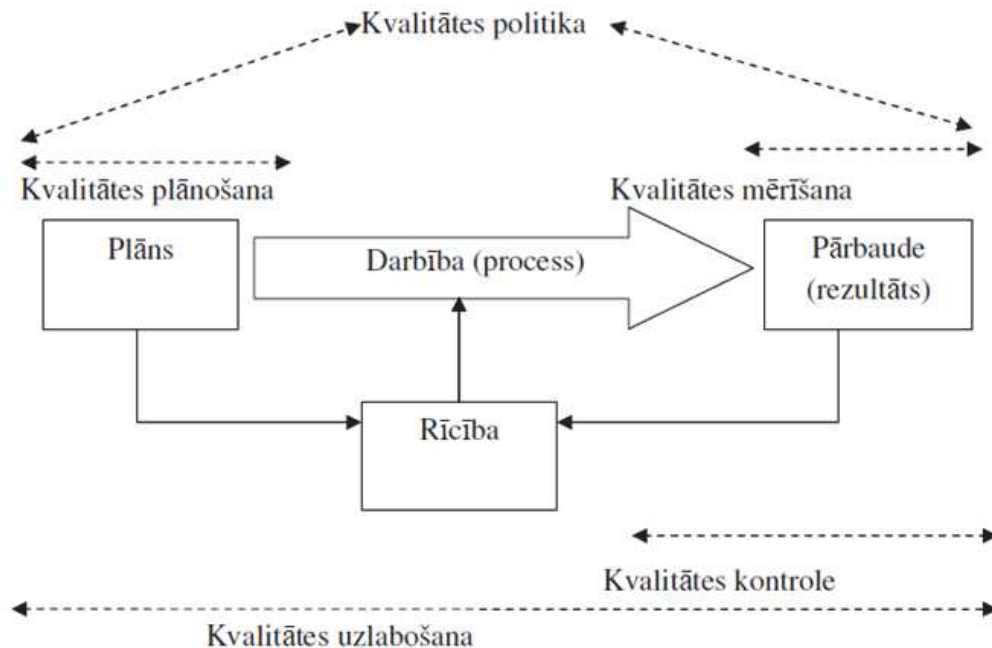 Kvalitātes politika
Kvalitātes plānošana
Kvalitātes mērīšana
Plāns
Darbība (process)
Pārbaude
(rezultāts)
Rīcība
Kvalitātes kontrole
Kvalitātes uzlabošana